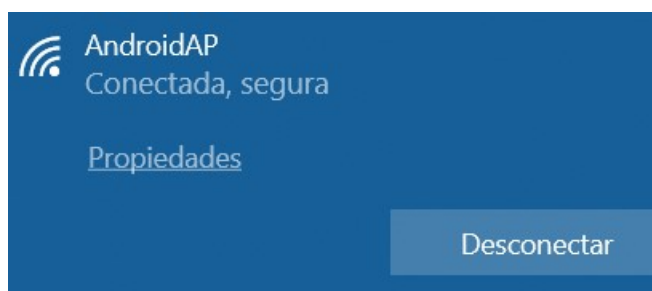 AndroidAP
Conectada, segura
Propiedades
Desconectar